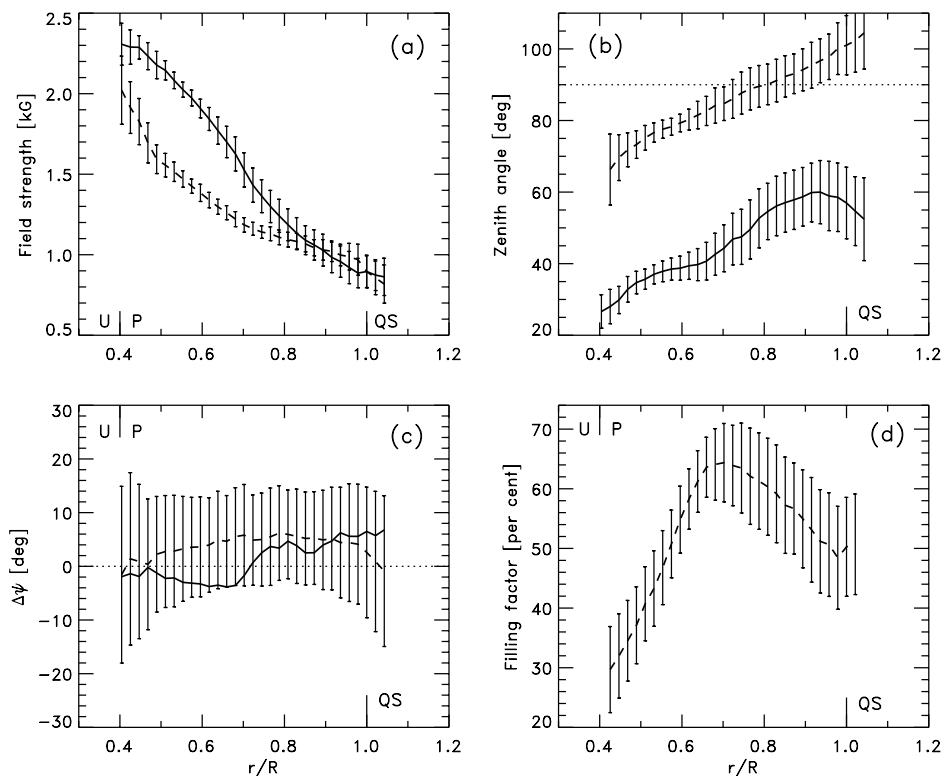 (a)
Field strength [kG]
2.5
2.0
1.5
1.0
0.5
U P
QS
0.4 0.6 0.8 1.0 1.2
(b)
Zenith angle [deg]
100
80
60
40
20
QS
0.4 0.6 0.8 1.0 1.2
(c)
Δψ [deg]
30
20
10
0
−10
−20
−30
U P
QS
0.4 0.6 0.8 1.0 1.2
r/R
(d)
Filling factor [per cent]
70
60
50
40
30
20
U P
QS
0.4 0.6 0.8 1.0 1.2
r/R